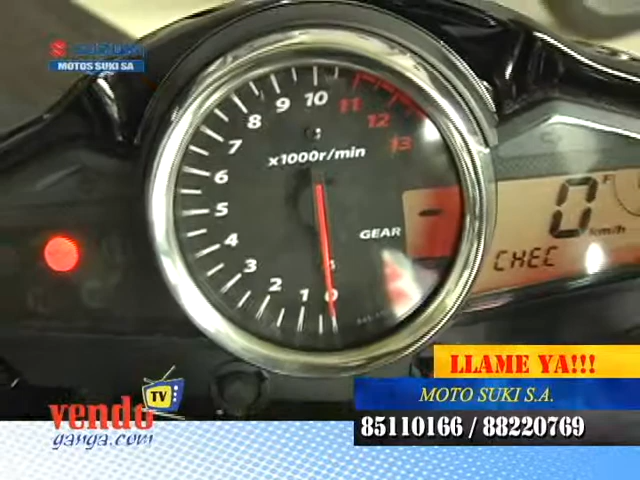 SUZUKI
MOTOS SUKI SA
10
9
11
8
12
7
13
x1000r/min
6
5
GEAR
-
0
km/h
4
CHEC
3
2
1
0
LLAME YA!!!
MOTO SUKI S.A.
85110166 / 88220769
vendo
TV
ganga.com